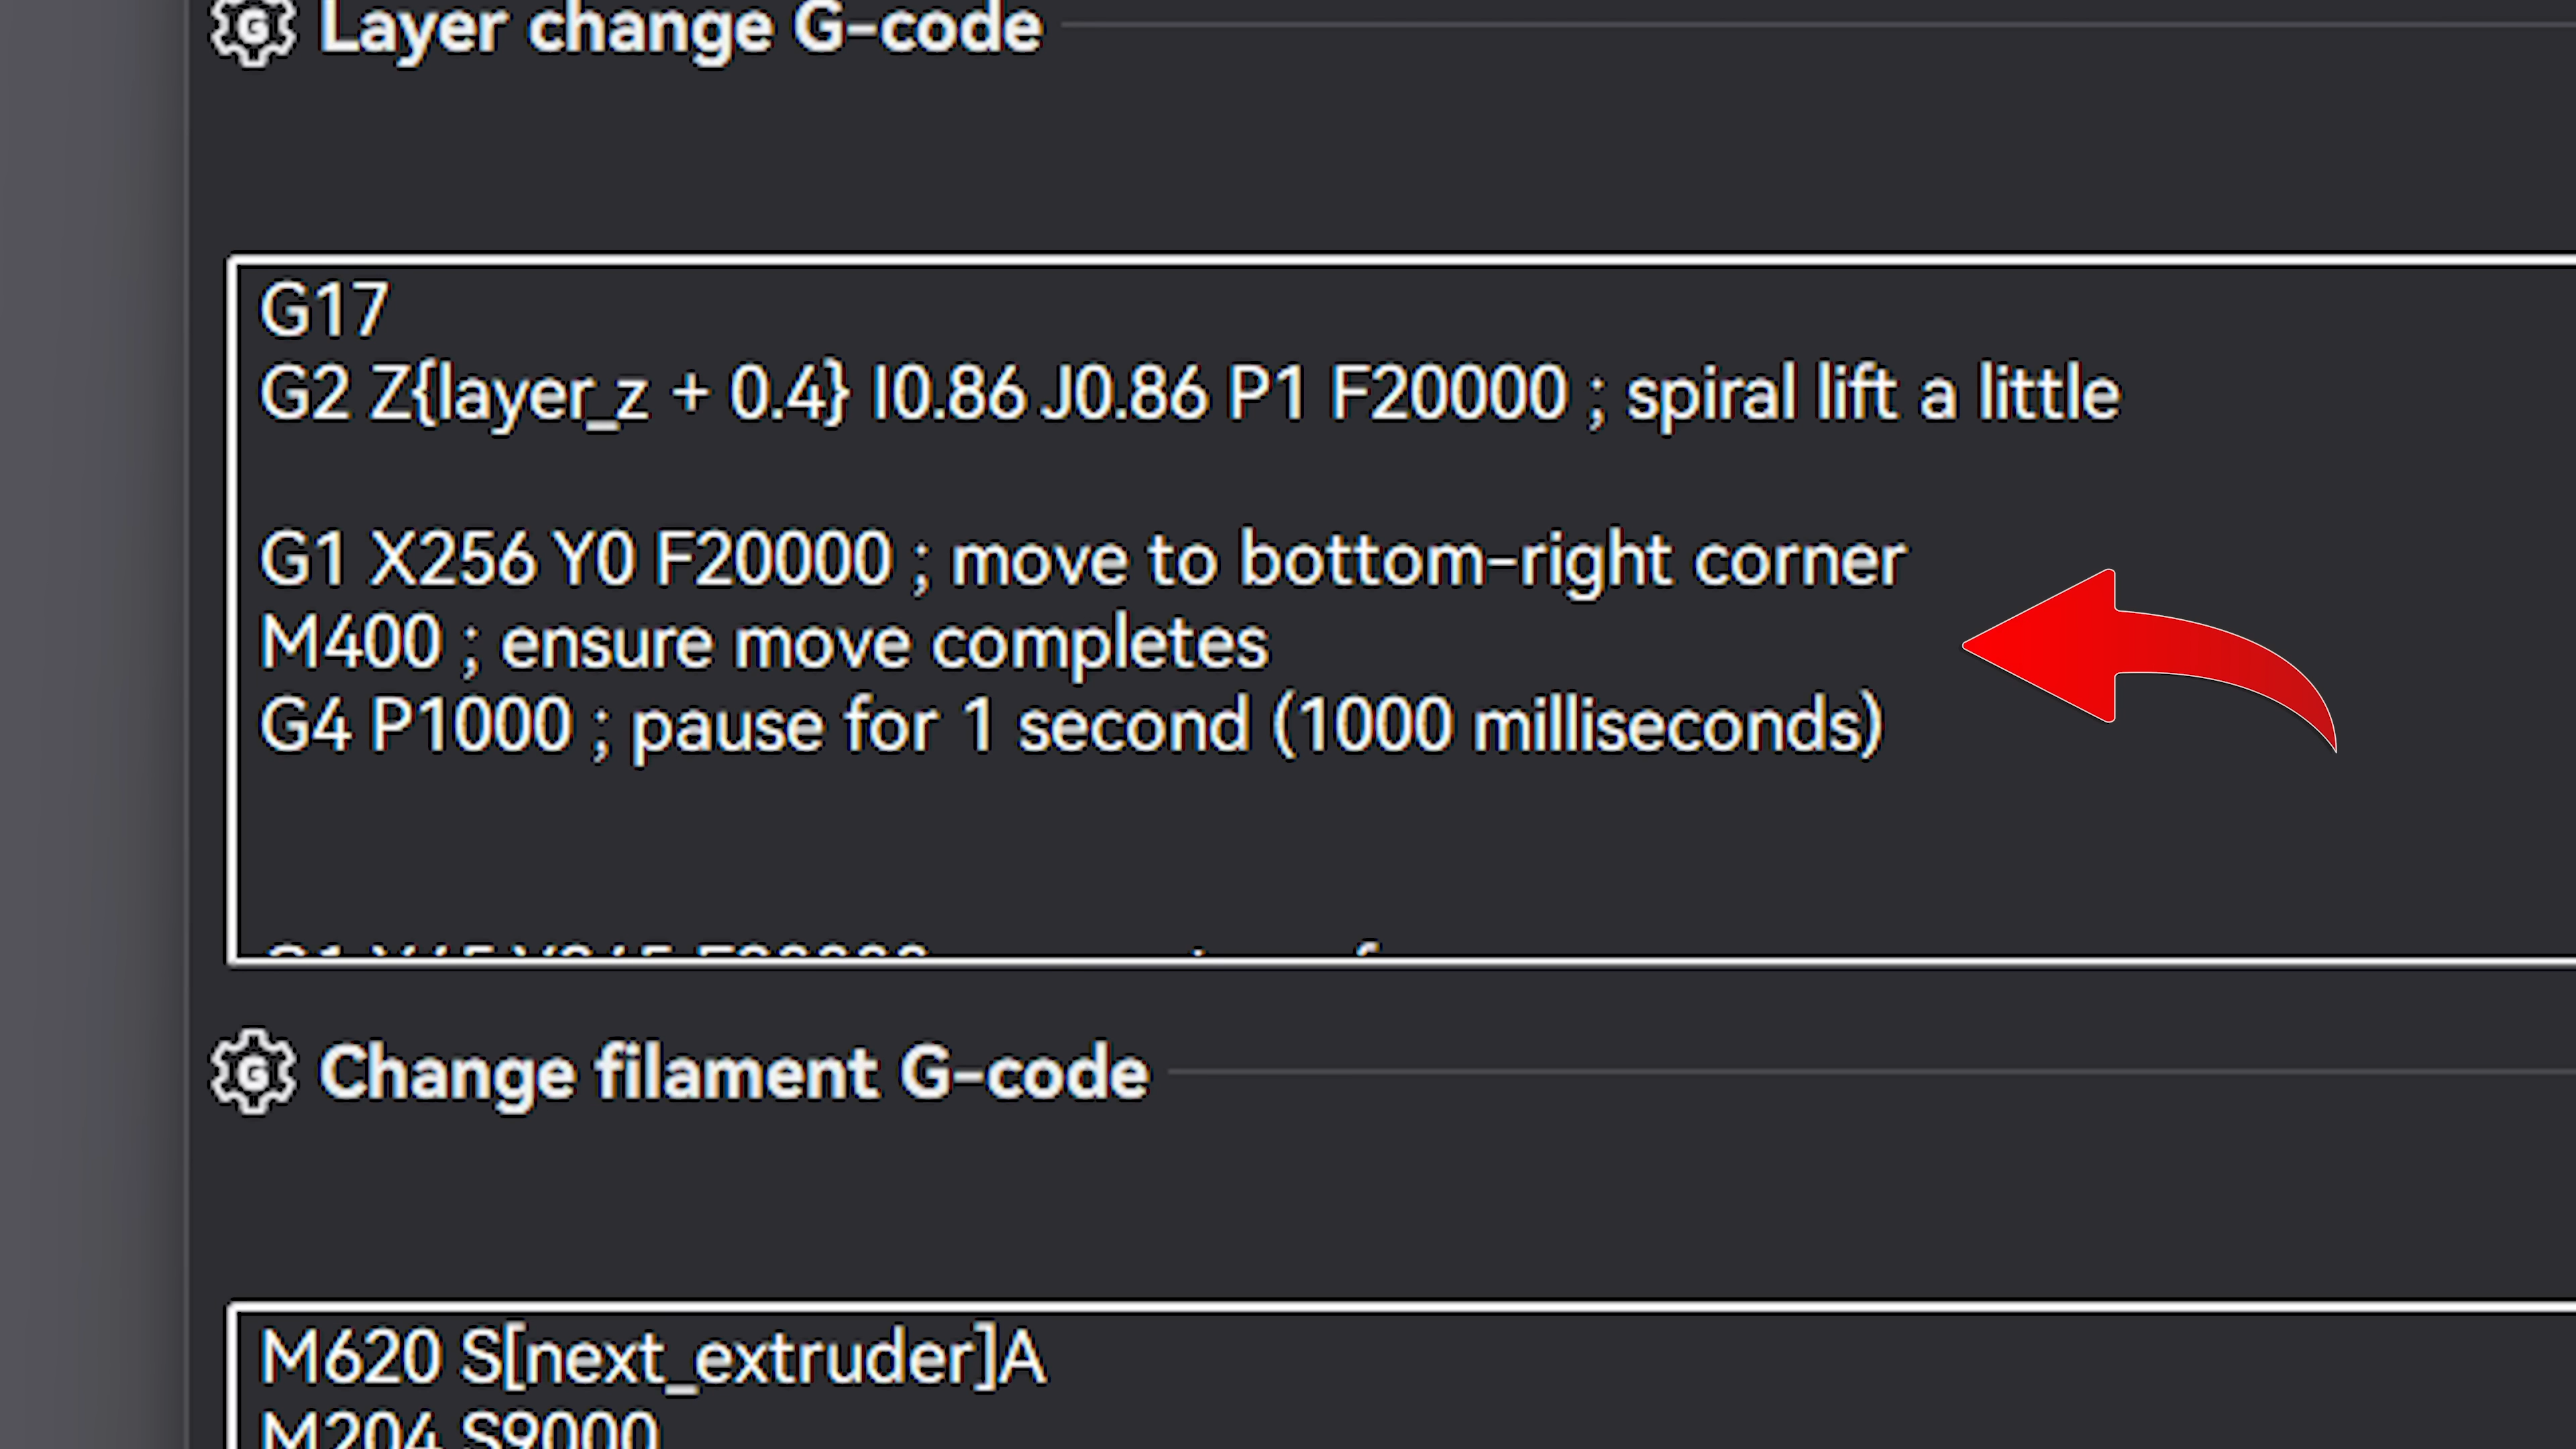 Layer change G-code
G17
G2 Z{layer_z + 0.4} I0.86 J0.86 P1 F20000 ; spiral lift a little
G1 X256 Y0 F20000 ; move to bottom-right corner
M400 ; ensure move completes
G4 P1000 ; pause for 1 second (1000 milliseconds)
Change filament G-code
M620 S[next_extruder]A
M204 S9000